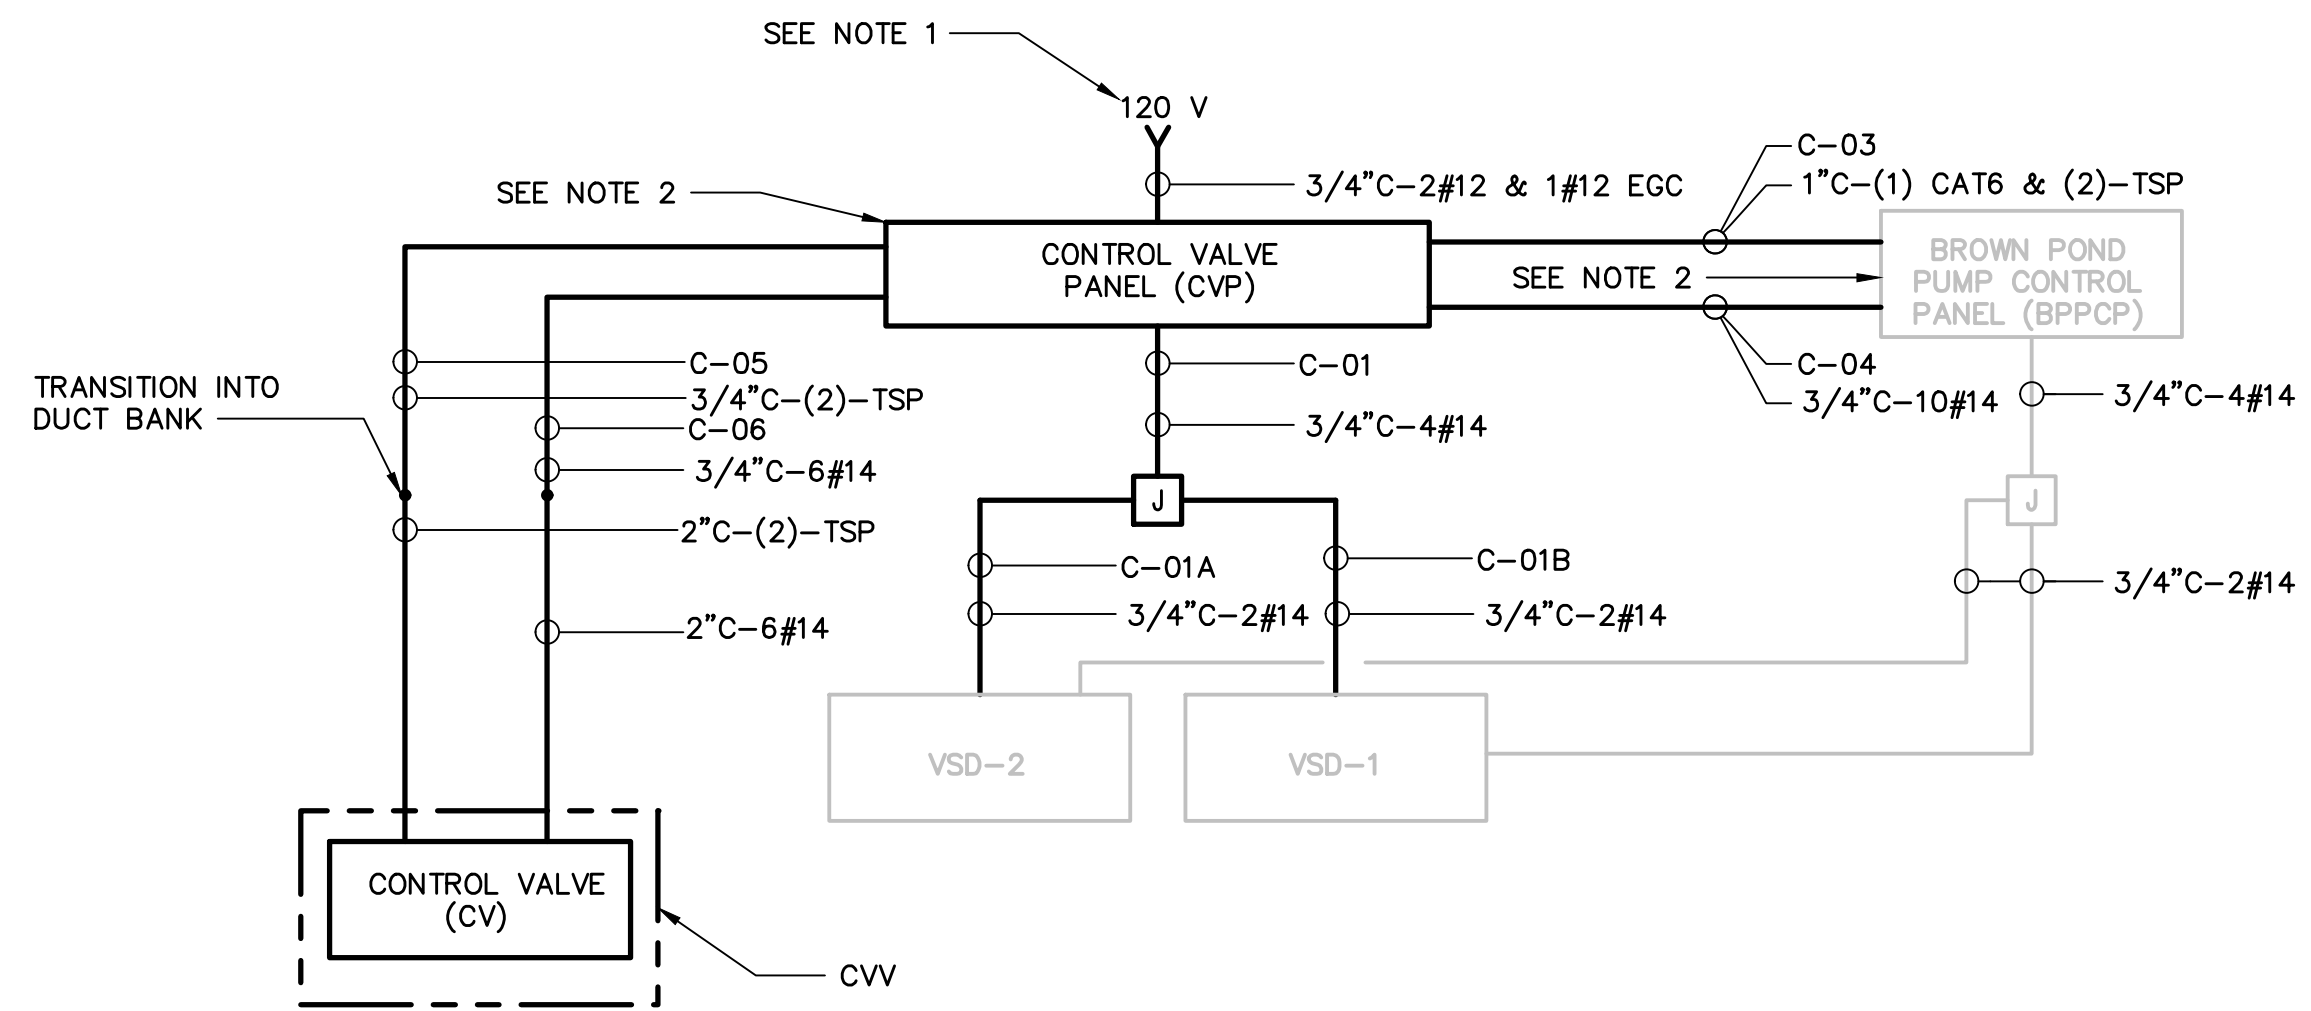 SEE NOTE 1
120 V
3/4"C-2#12 & 1#12 EGC
C-03
1"C-(1) CAT6 & (2)-TSP
SEE NOTE 2
CONTROL VALVE
PANEL (CVP)
SEE NOTE 2
BROWN POND
PUMP CONTROL
PANEL (BPPCP)
C-05
3/4"C-(2)-TSP
C-06
3/4"C-6#14
TRANSITION INTO
DUCT BANK
2"C-(2)-TSP
2"C-6#14
C-01
3/4"C-4#14
C-04
3/4"C-10#14
3/4"C-4#14
J
J
C-01A
3/4"C-2#14
C-01B
3/4"C-2#14
3/4"C-2#14
VSD-2
VSD-1
CONTROL VALVE
(CV)
CVV